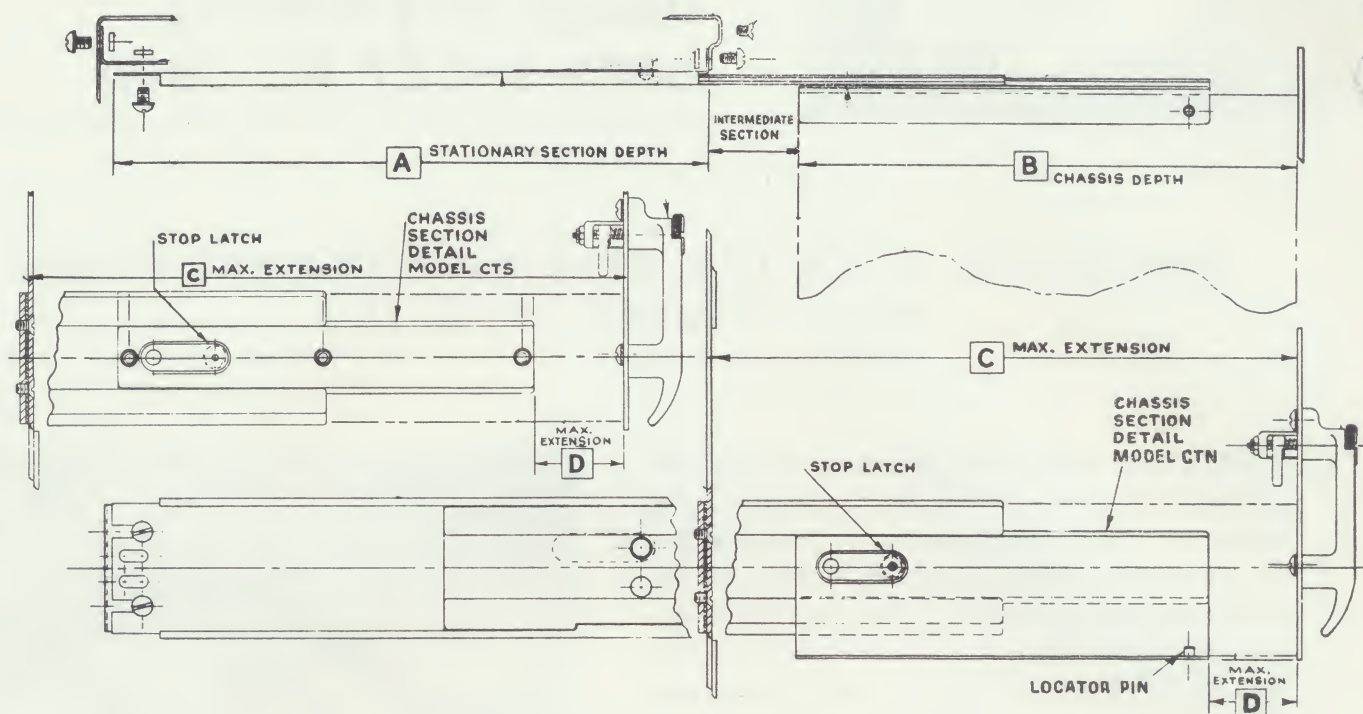 INTERMEDIATE
SECTION
A STATIONARY SECTION DEPTH
B CHASSIS DEPTH
STOP LATCH
CHASSIS
SECTION
DETAIL
MODEL CTS
C MAX. EXTENSION
MAX.
EXTENSION
D
C MAX. EXTENSION
CHASSIS
SECTION
DETAIL
MODEL CTN
STOP LATCH
LOCATOR PIN
MAX.
EXTENSION
D